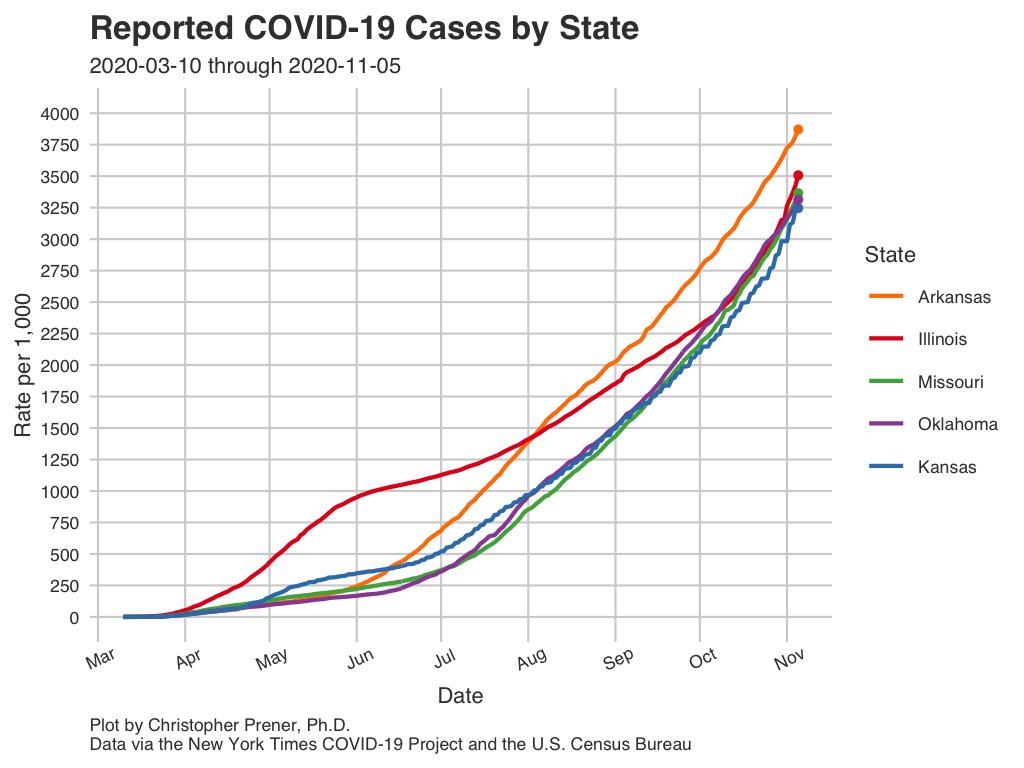 Reported COVID-19 Cases by State
2020-03-10 through 2020-11-05
4000
3750
3500
3250
3000
2750
2500
2250
2000
1750
1500
1250
1000
750
500
250
0
Rate per 1,000
Mar
Apr
May
Jun
Jul
Aug
Sep
Oct
Nov
Date
State
Arkansas
Illinois
Missouri
Oklahoma
Kansas
Plot by Christopher Prener, Ph.D.
Data via the New York Times COVID-19 Project and the U.S. Census Bureau